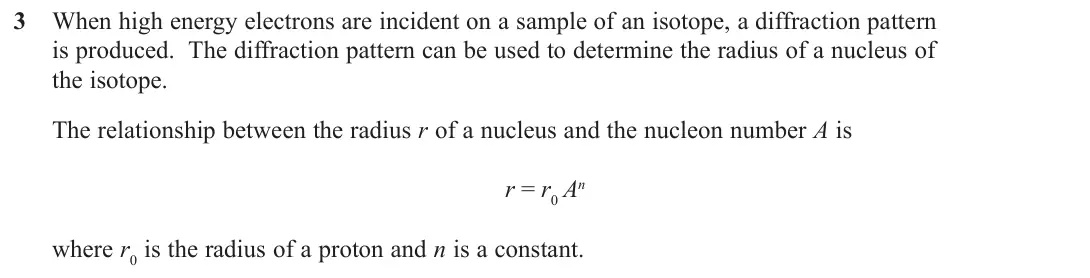 3 When high energy electrons are incident on a sample of an isotope, a diffraction pattern
is produced. The diffraction pattern can be used to determine the radius of a nucleus of
the isotope.
The relationship between the radius r of a nucleus and the nucleon number A is
r = r₀ Aⁿ
where r₀ is the radius of a proton and n is a constant.